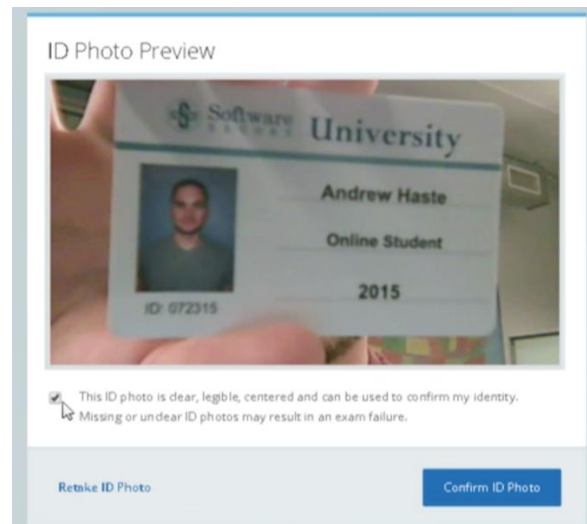 ID Photo Preview
Software University
Andrew Haste
Online Student
2015
ID: 072315
This ID photo is clear, legible, centered and can be used to confirm my identity.
Missing or unclear ID photos may result in an exam failure.
Retake ID Photo
Confirm ID Photo